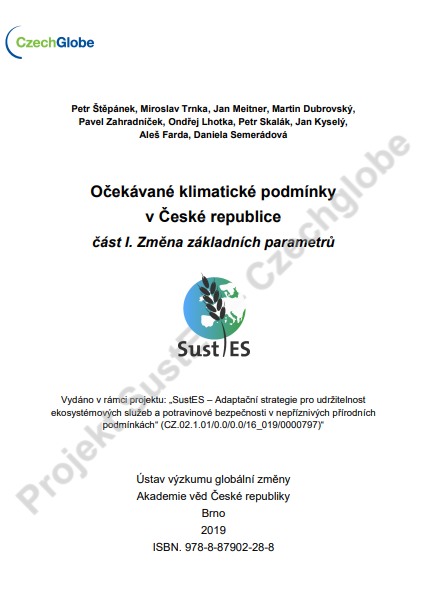 CzechGlobe
Petr Štěpánek, Miroslav Trnka, Jan Meitner, Martin Dubrovský,
Pavel Zahradníček, Ondřej Lhotka, Petr Skalák, Jan Kyselý,
Aleš Farda, Daniela Semerádová
Očekávané klimatické podmínky
v České republice
část I. Změna základních parametrů
SustES
Vydáno v rámci projektu: „SustES – Adaptační strategie pro udržitelnost
ekosystémových služeb a potravinové bezpečnosti v nepříznivých přírodních
podmínkách“ (CZ.02.1.01/0.0/0.0/16_019/0000797)“
Ústav výzkumu globální změny
Akademie věd České republiky
Brno
2019
ISBN. 978-8-87902-28-8
Projekt SustES Czechglobe